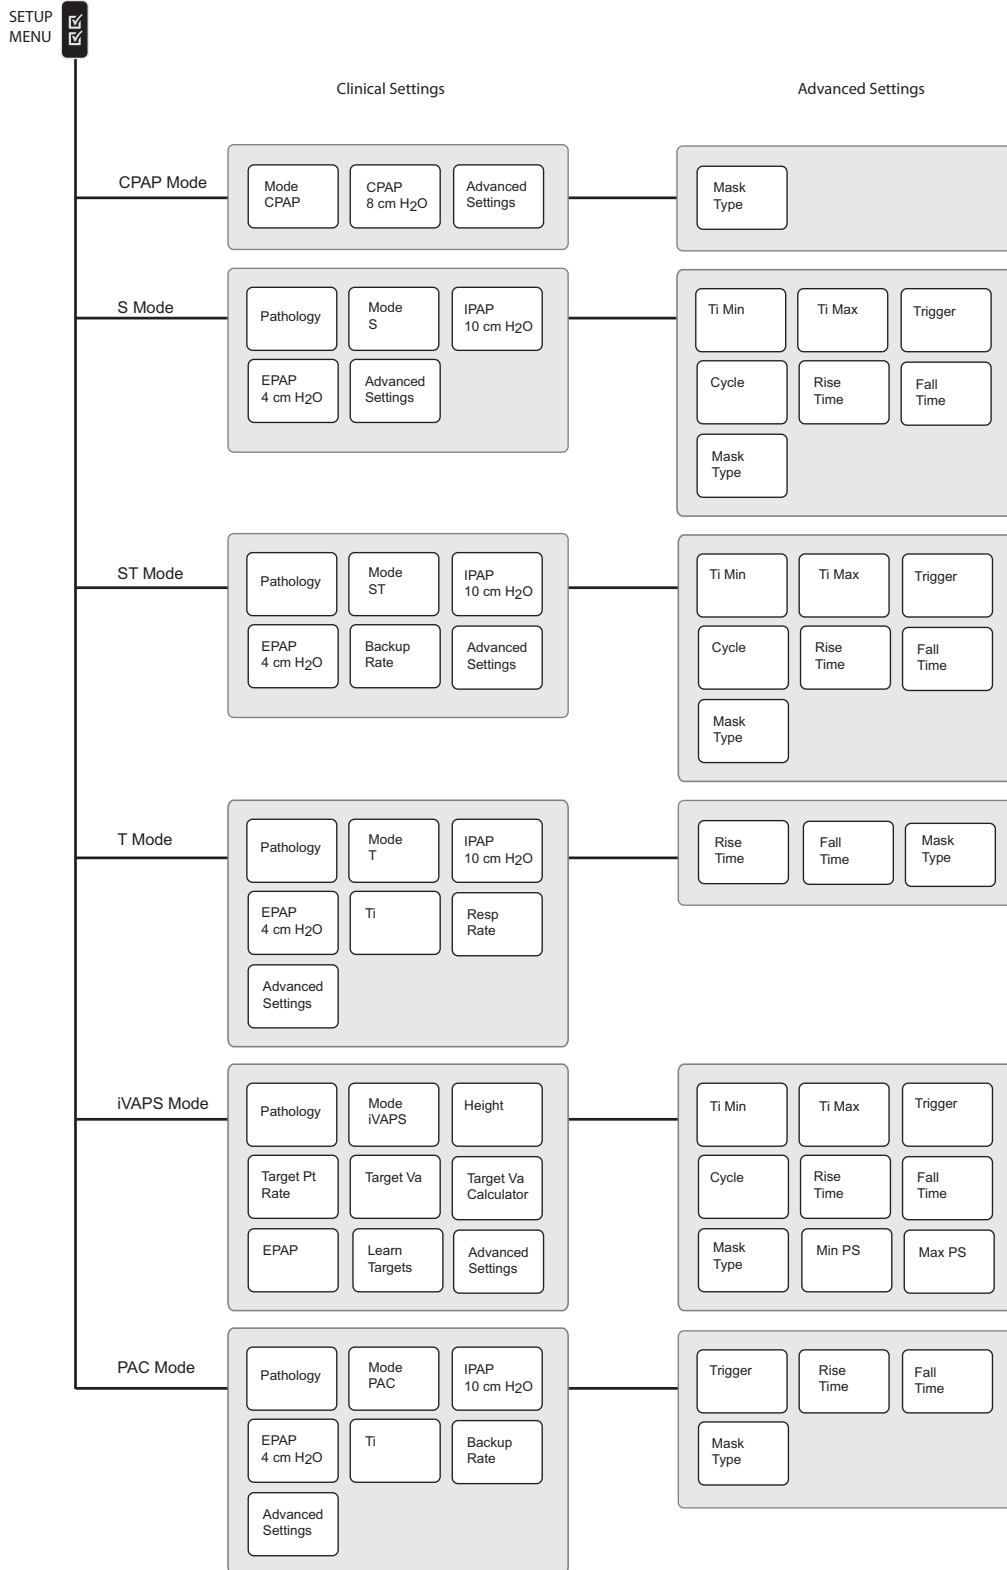 SETUP
MENU
Clinical Settings
Advanced Settings
CPAP Mode
Mode
CPAP
CPAP
8 cm H2O
Advanced
Settings
Mask
Type
S Mode
Pathology
Mode
S
IPAP
10 cm H2O
EPAP
4 cm H2O
Advanced
Settings
Ti Min
Ti Max
Trigger
Cycle
Rise
Time
Fall
Time
Mask
Type
ST Mode
Pathology
Mode
ST
IPAP
10 cm H2O
EPAP
4 cm H2O
Backup
Rate
Advanced
Settings
Ti Min
Ti Max
Trigger
Cycle
Rise
Time
Fall
Time
Mask
Type
T Mode
Pathology
Mode
T
IPAP
10 cm H2O
EPAP
4 cm H2O
Ti
Resp
Rate
Advanced
Settings
Rise
Time
Fall
Time
Mask
Type
iVAPS Mode
Pathology
Mode
iVAPS
Height
Target Pt
Rate
Target Va
Target Va
Calculator
EPAP
Learn
Targets
Advanced
Settings
Ti Min
Ti Max
Trigger
Cycle
Rise
Time
Fall
Time
Mask
Type
Min PS
Max PS
PAC Mode
Pathology
Mode
PAC
IPAP
10 cm H2O
EPAP
4 cm H2O
Ti
Backup
Rate
Advanced
Settings
Trigger
Rise
Time
Fall
Time
Mask
Type